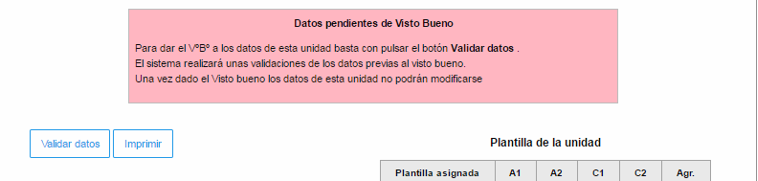 Datos pendientes de Visto Bueno
Para dar el VºBº a los datos de esta unidad basta con pulsar el botón Validar datos .
El sistema realizará unas validaciones de los datos previas al visto bueno.
Una vez dado el Visto bueno los datos de esta unidad no podrán modificarse
Validar datos Imprimir
Plantilla de la unidad
Plantilla asignada A1 A2 C1 C2 Agr.